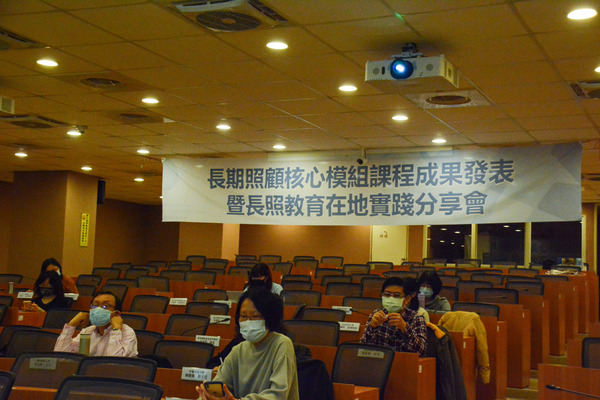 長期照顧核心模組課程成果發表
暨長照教育在地實踐分享會